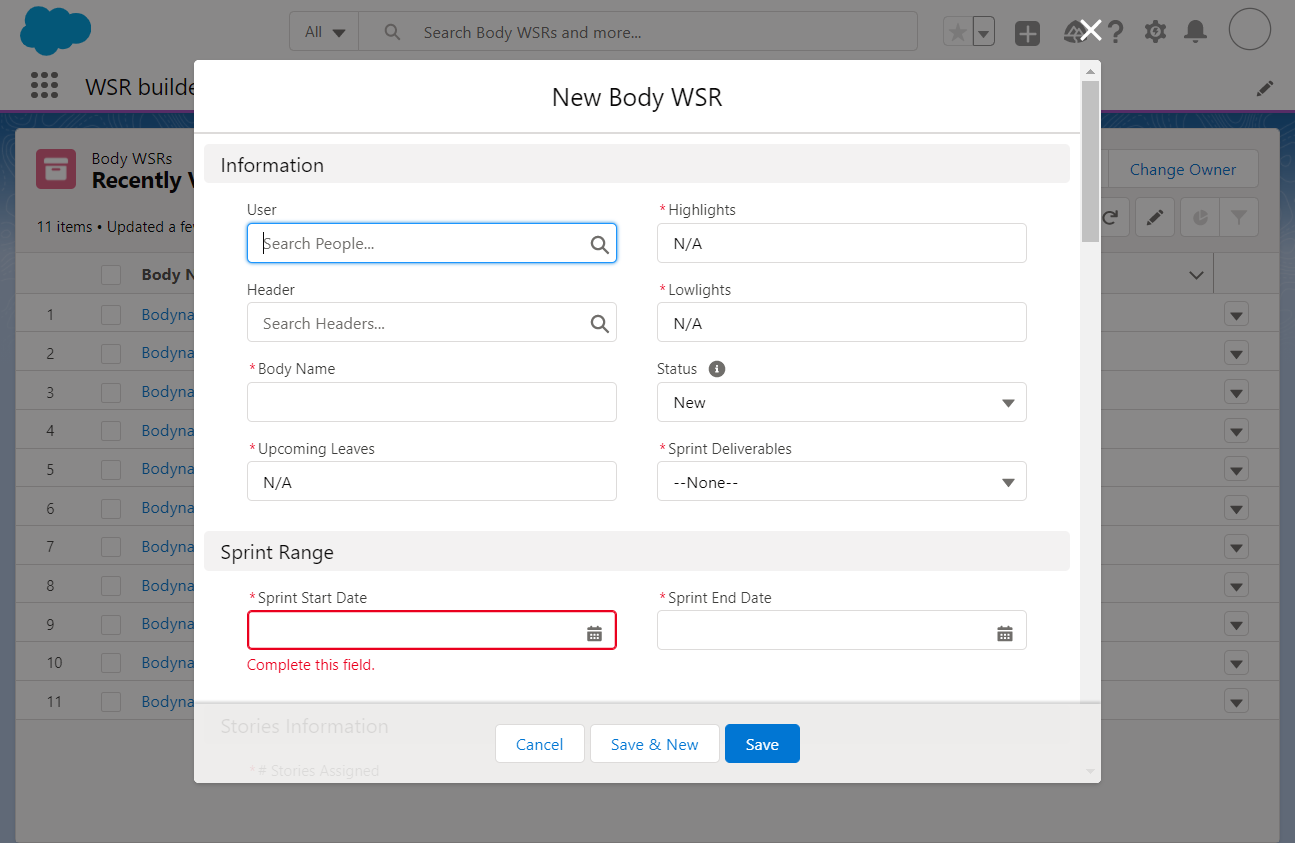 All
Search Body WSRs and more...
WSR builde
New Body WSR
Body WSRs
Recently V
Change Owner
11 items • Updated a fe
Information
User
* Highlights
Search People...
N/A
Header
* Lowlights
Search Headers...
N/A
* Body Name
Status
New
* Upcoming Leaves
* Sprint Deliverables
N/A
--None--
Sprint Range
* Sprint Start Date
* Sprint End Date
Complete this field.
Stories Information
* # Stories Assigned
Cancel
Save & New
Save
Body N
1 Bodyna
2 Bodyna
3 Bodyna
4 Bodyna
5 Bodyna
6 Bodyna
7 Bodyna
8 Bodyna
9 Bodyna
10 Bodyna
11 Bodyna